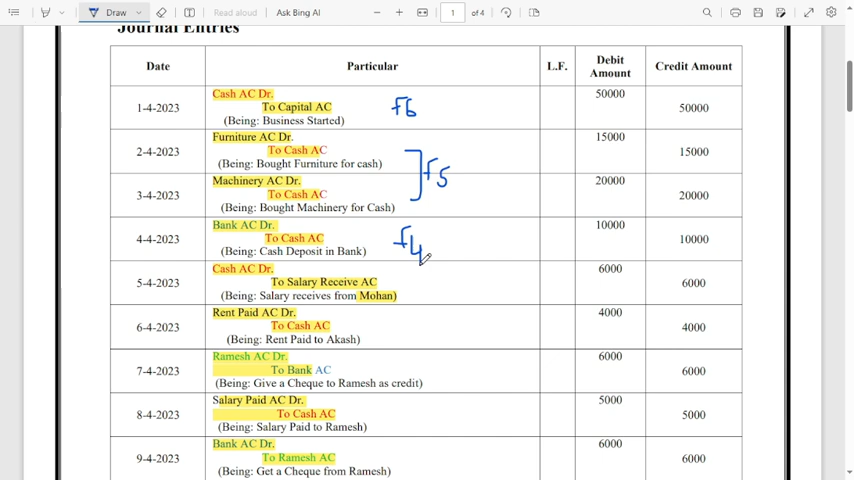 Draw
Read aloud
Ask Bing AI
1
of 4
Journal Entries
Date
Particular
L.F.
Debit
Amount
Credit Amount
1-4-2023
Cash AC Dr.
To Capital AC
(Being: Business Started)
f6
50000
50000
2-4-2023
Furniture AC Dr.
To Cash AC
(Being: Bought Furniture for cash)
15000
15000
f5
3-4-2023
Machinery AC Dr.
To Cash AC
(Being: Bought Machinery for Cash)
20000
20000
4-4-2023
Bank AC Dr.
To Cash AC
(Being: Cash Deposit in Bank)
f4
10000
10000
5-4-2023
Cash AC Dr.
To Salary Receive AC
(Being: Salary receives from Mohan)
6000
6000
6-4-2023
Rent Paid AC Dr.
To Cash AC
(Being: Rent Paid to Akash)
4000
4000
7-4-2023
Ramesh AC Dr.
To Bank AC
(Being: Give a Cheque to Ramesh as credit)
6000
6000
8-4-2023
Salary Paid AC Dr.
To Cash AC
(Being: Salary Paid to Ramesh)
5000
5000
9-4-2023
Bank AC Dr.
To Ramesh AC
(Being: Get a Cheque from Ramesh)
6000
6000